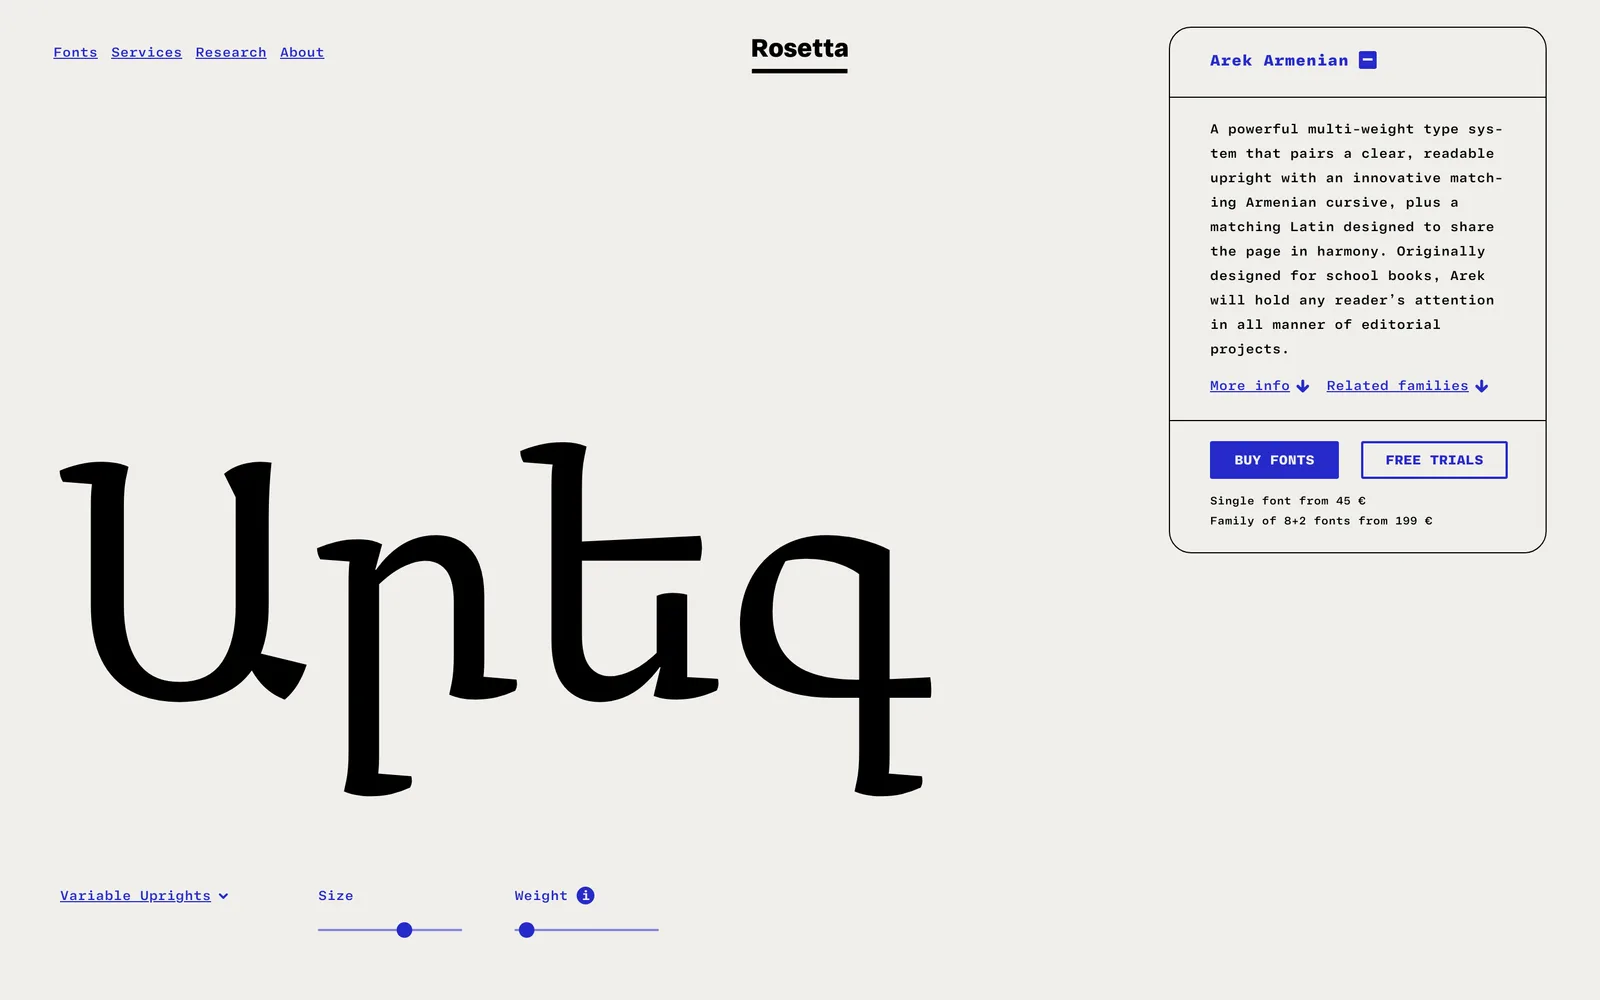 Fonts Services Research About
Rosetta
Arek Armenian
A powerful multi-weight type sys-
tem that pairs a clear, readable
upright with an innovative match-
ing Armenian cursive, plus a
matching Latin designed to share
the page in harmony. Originally
designed for school books, Arek
will hold any reader’s attention
in all manner of editorial
projects.
More info Related families
BUY FONTS FREE TRIALS
Single font from 45 €
Family of 8+2 fonts from 199 €
Արեգ
Variable Uprights Size Weight i